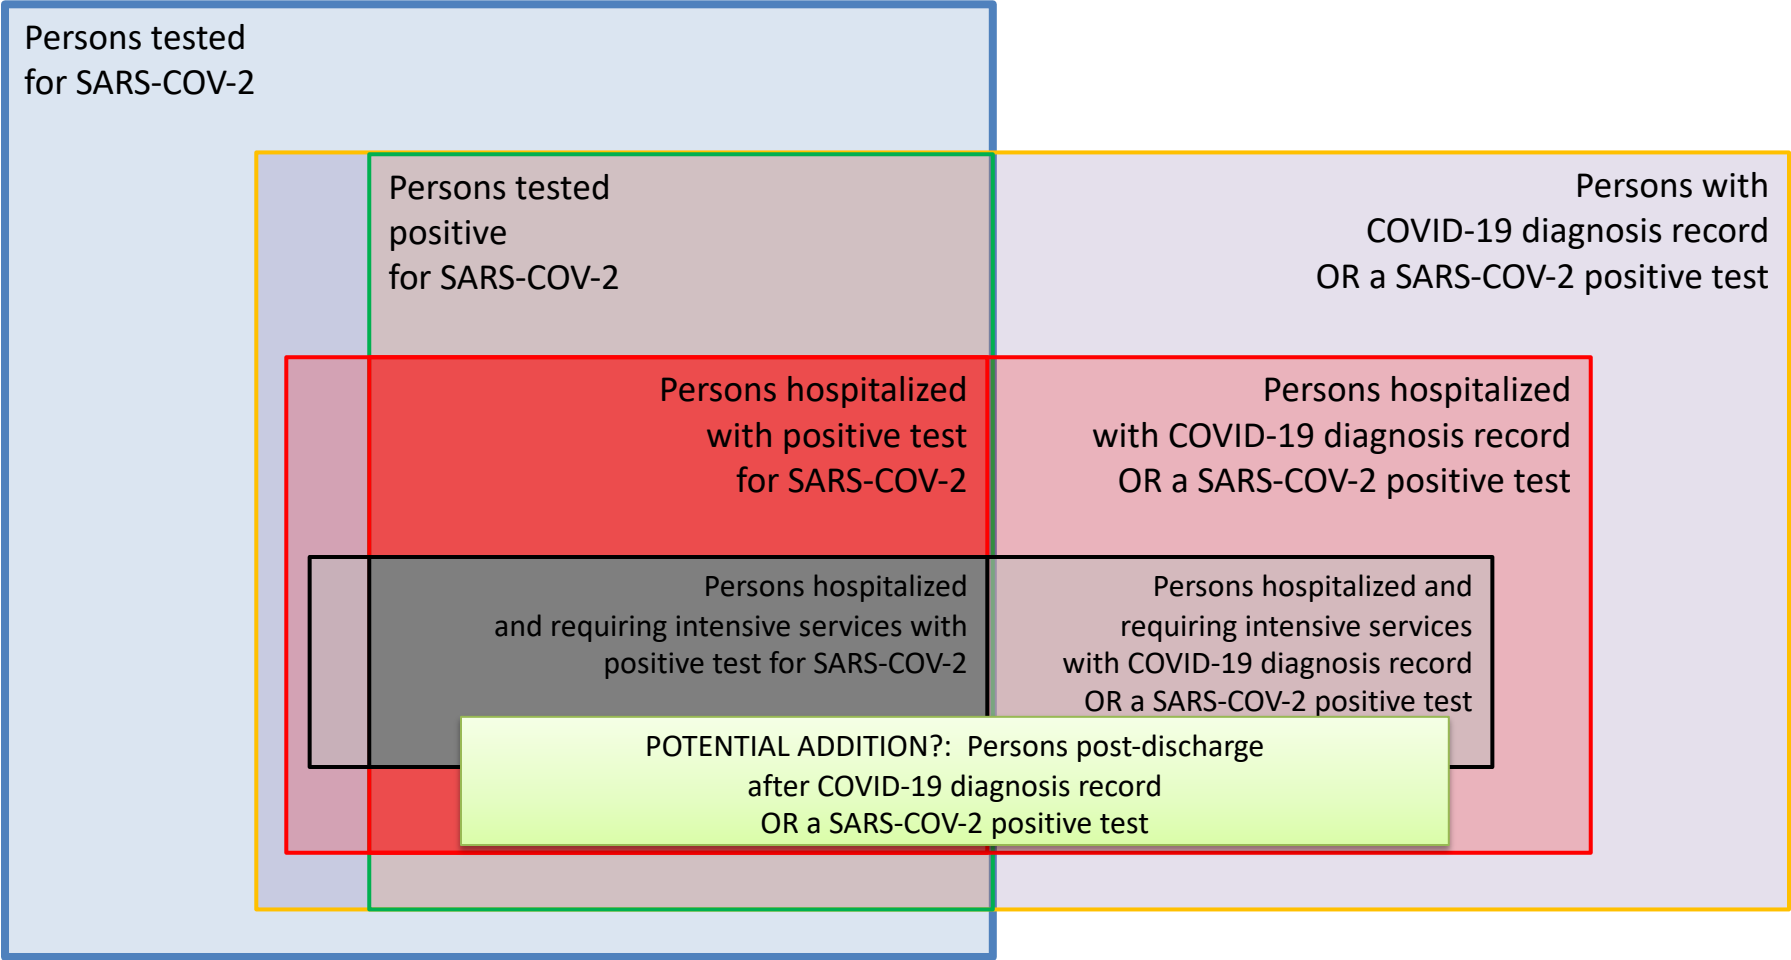 Persons tested
for SARS-COV-2
Persons tested
positive
for SARS-COV-2
Persons with
COVID-19 diagnosis record
OR a SARS-COV-2 positive test
Persons hospitalized
with positive test
for SARS-COV-2
Persons hospitalized
with COVID-19 diagnosis record
OR a SARS-COV-2 positive test
Persons hospitalized
and requiring intensive services with
positive test for SARS-COV-2
Persons hospitalized and
requiring intensive services
with COVID-19 diagnosis record
OR a SARS-COV-2 positive test
POTENTIAL ADDITION?: Persons post-discharge
after COVID-19 diagnosis record
OR a SARS-COV-2 positive test